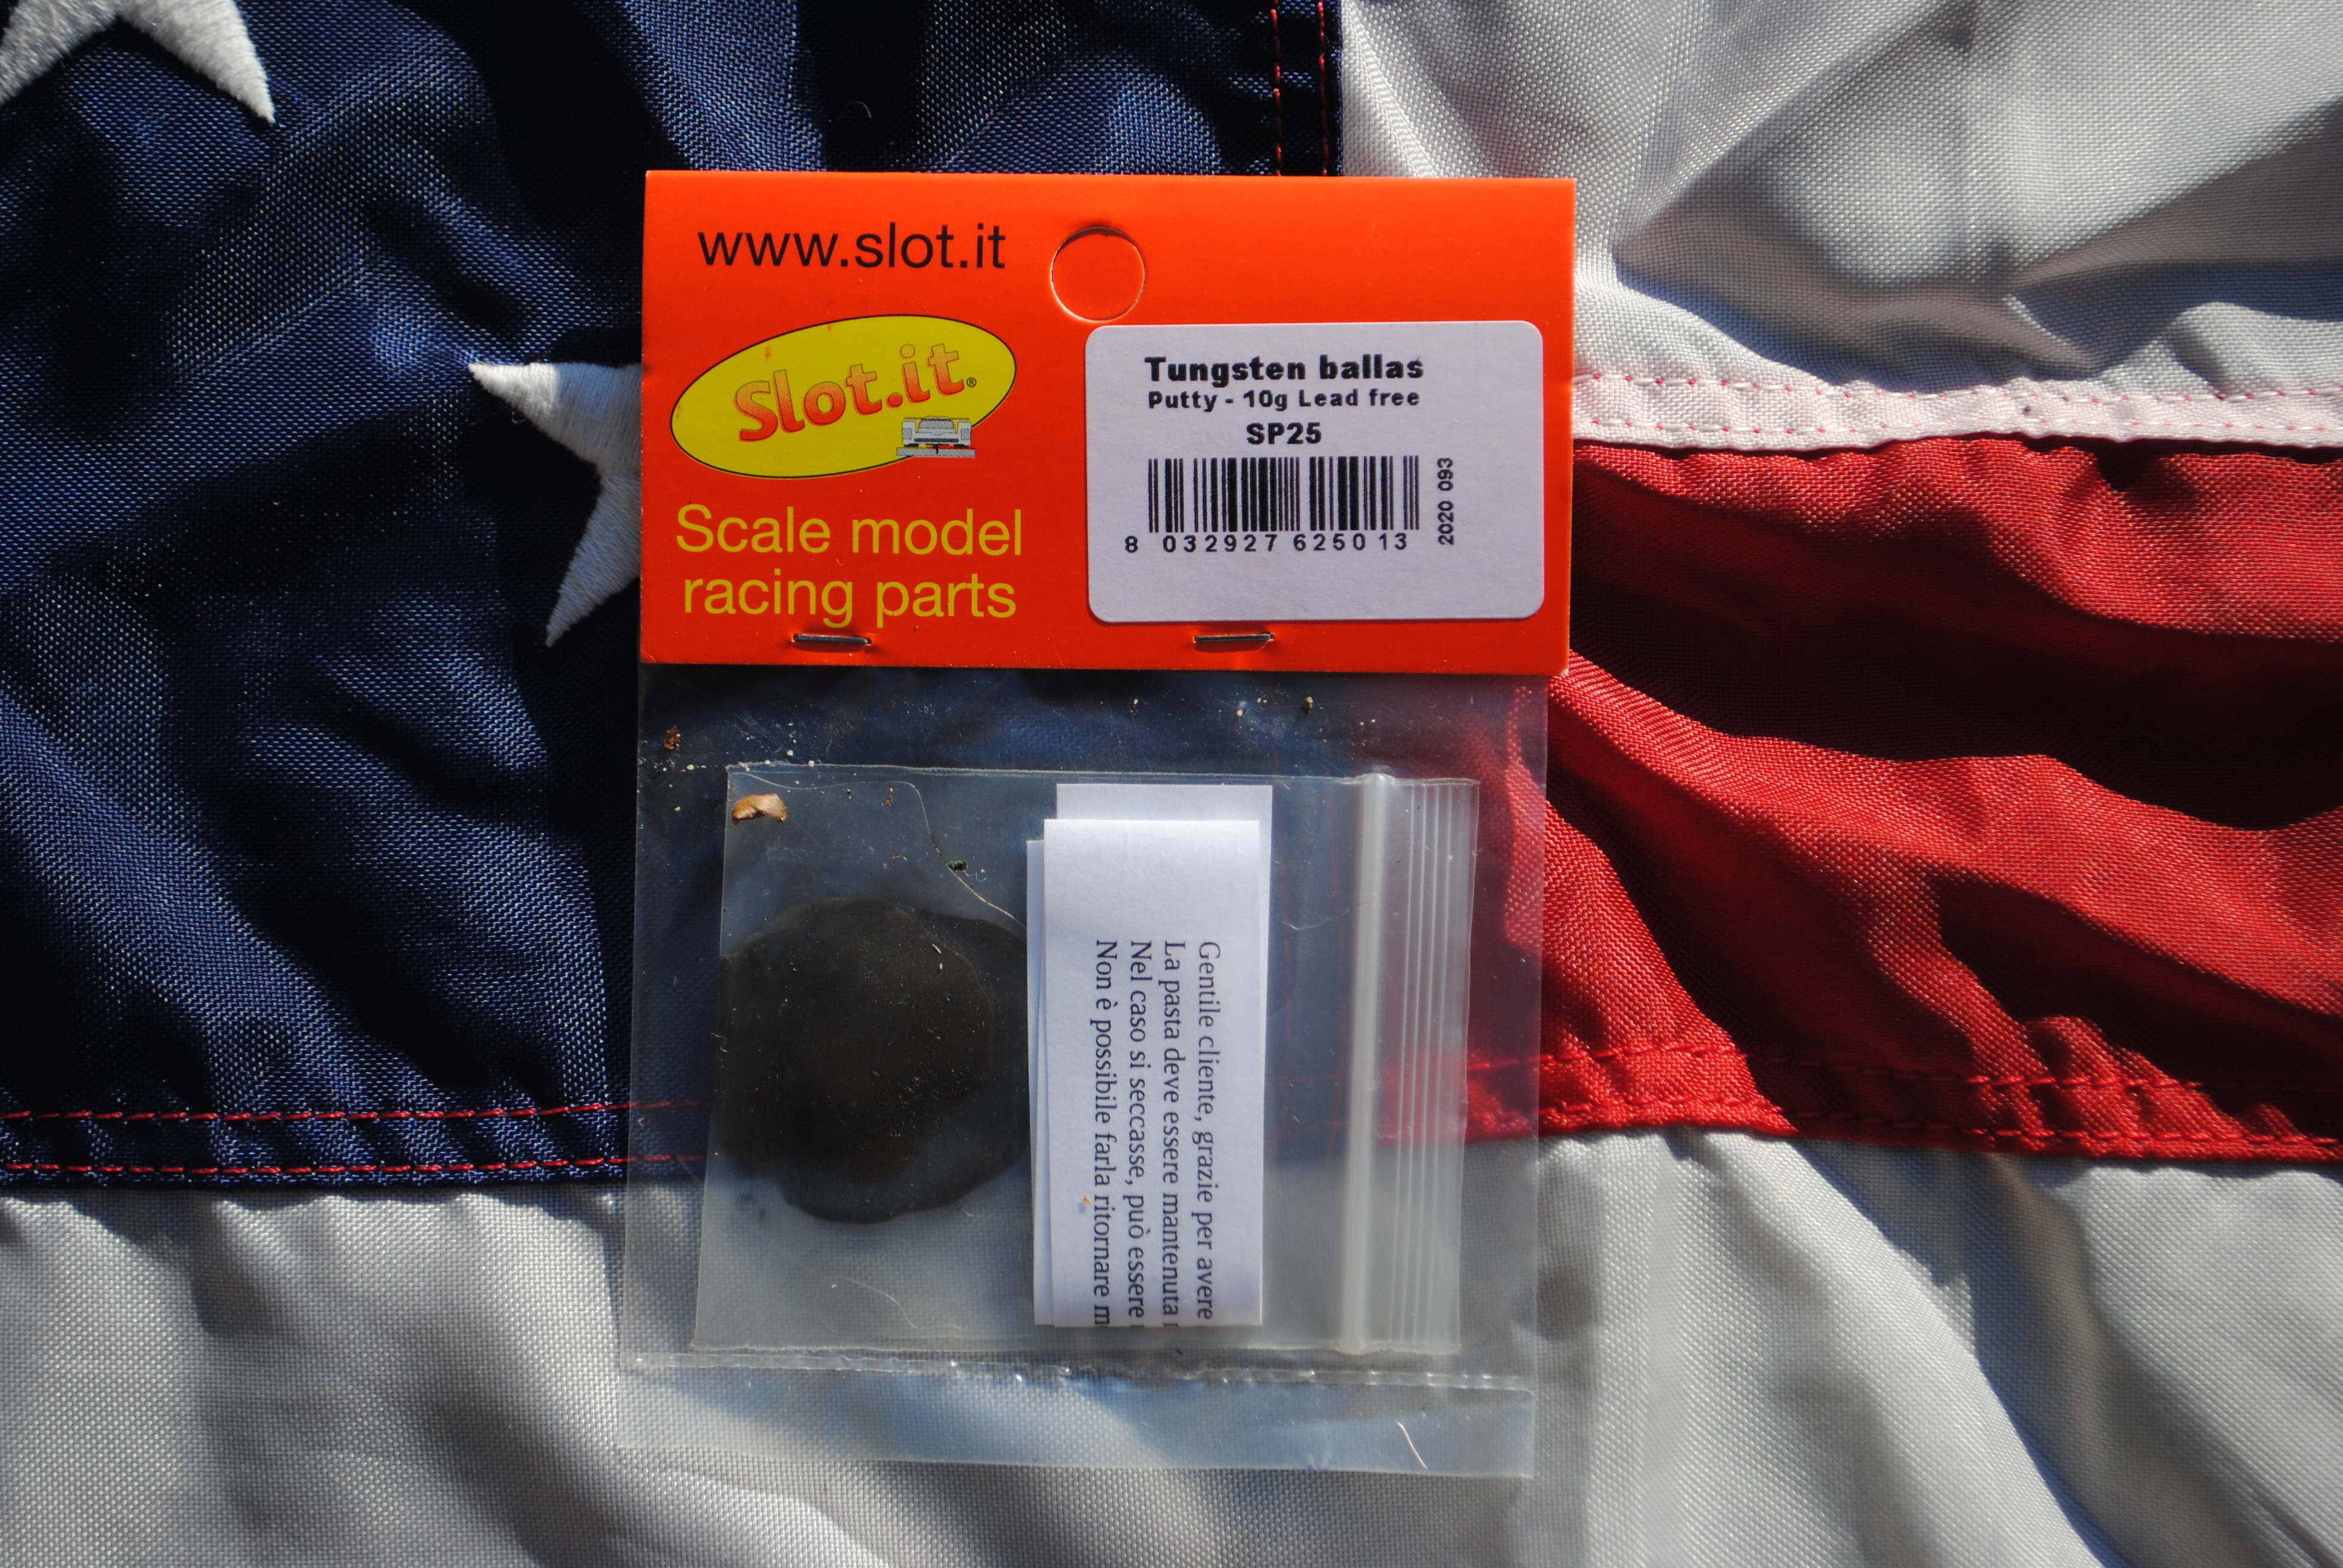 www.slot.it
Slot.it®
Scale model
racing parts
Tungsten ballas
Putty - 10g Lead free
SP25
8 032927 625013
2020 093
Gentile cliente, grazie per avere
La pasta deve essere mantenuta
Nel caso si seccasse, può essere
Non è possibile farla ritornare